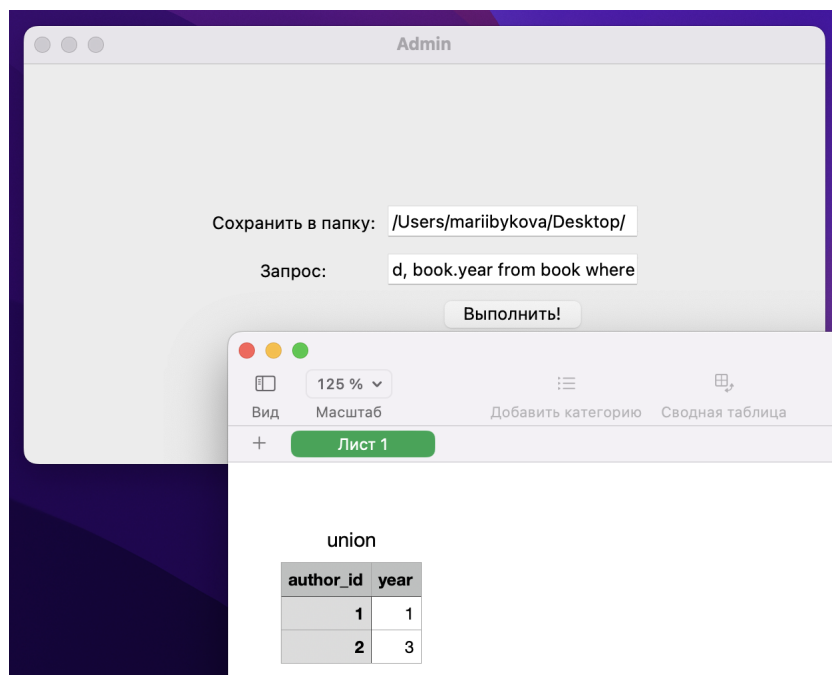 Admin
Сохранить в папку: /Users/mariibykova/Desktop/
Запрос: d, book.year from book where
Выполнить!
125 %
Вид Масштаб Добавить категорию Сводная таблица
+ Лист 1
union
author_id year
1 1
2 3